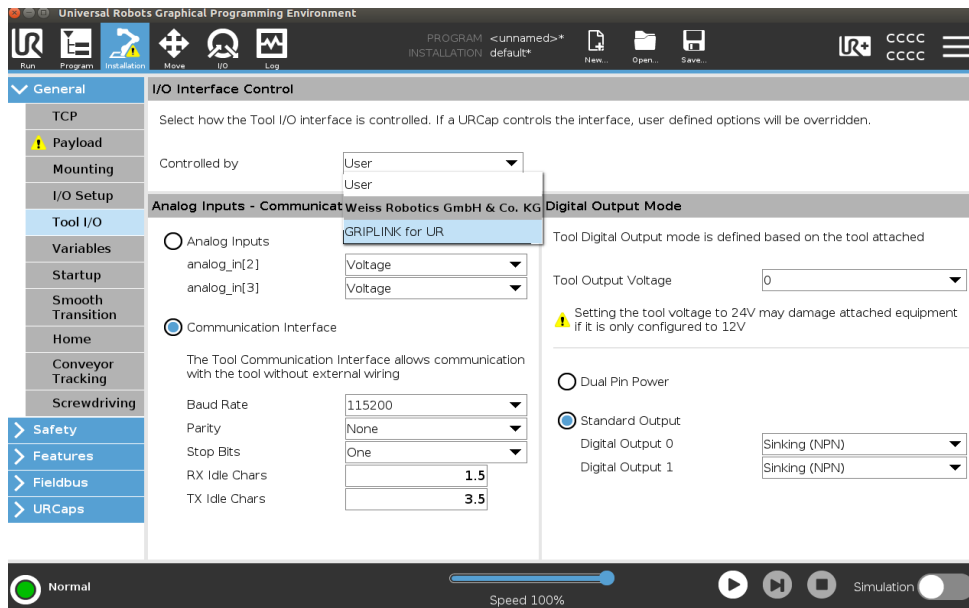 Universal Robots Graphical Programming Environment
PROGRAM <unnamed>*
INSTALLATION default*
Run Program Installation Move I/O Log
New... Open... Save...
UR
UR+
CCCC
CCCC
General
TCP
Payload
Mounting
I/O Setup
Tool I/O
Variables
Startup
Smooth
Transition
Home
Conveyor
Tracking
Screwdriving
Safety
Features
Fieldbus
URCaps
I/O Interface Control
Select how the Tool I/O interface is controlled. If a URCap controls the interface, user defined options will be overridden.
Controlled by User
User
Weiss Robotics GmbH & Co. KG
GRIPLINK for UR
Analog Inputs - Communicat
Analog Inputs
analog_in[2] Voltage
analog_in[3] Voltage
Communication Interface
The Tool Communication Interface allows communication
with the tool without external wiring
Baud Rate 115200
Parity None
Stop Bits One
RX Idle Chars 1.5
TX Idle Chars 3.5
Digital Output Mode
Tool Digital Output mode is defined based on the tool attached
Tool Output Voltage 0
Setting the tool voltage to 24V may damage attached equipment
if it is only configured to 12V
Dual Pin Power
Standard Output
Digital Output 0 Sinking (NPN)
Digital Output 1 Sinking (NPN)
Normal
Speed 100%
Simulation